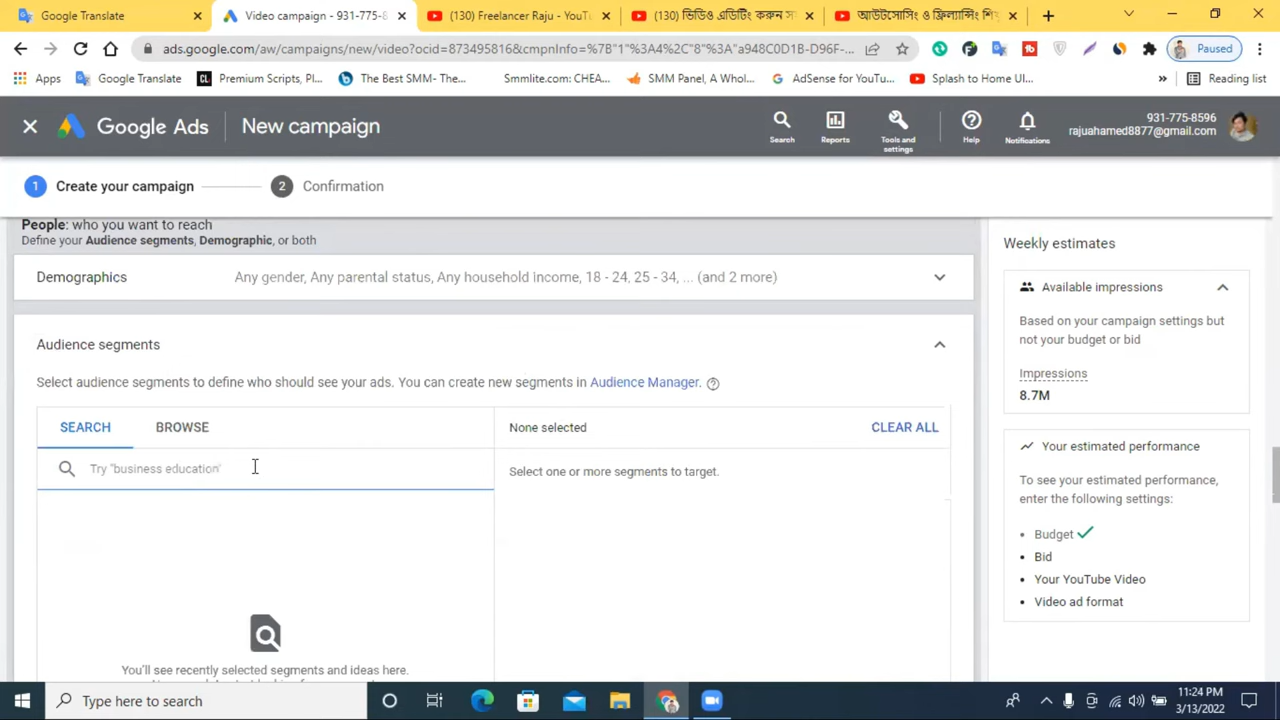 Google Translate
Video campaign - 931-775-8
(130) Freelancer Raju - YouT
(130) ভিডিও এডিটিং করুন স
আউটসোর্সিং ও ফ্রিল্যান্সিং শি
ads.google.com/aw/campaigns/new/video?ocid=873495816&cmpnInfo=%7B"1"%3A4%2C"8"%3A"a948C0D1B-D96F-...
Paused
Apps
Google Translate
Premium Scripts, Pl...
The Best SMM- The...
Smmlite.com: CHEA...
SMM Panel, A Whol...
AdSense for YouTu...
Splash to Home UI...
»
Reading list
Google Ads
New campaign
Search
Reports
Tools and settings
Help
Notifications
931-775-8596
rajuahamed8877@gmail.com
1 Create your campaign
2 Confirmation
People: who you want to reach
Define your Audience segments, Demographic, or both
Demographics
Any gender, Any parental status, Any household income, 18 - 24, 25 - 34, ... (and 2 more)
Audience segments
Select audience segments to define who should see your ads. You can create new segments in Audience Manager.
SEARCH
BROWSE
None selected
CLEAR ALL
Try "business education"
Select one or more segments to target.
You'll see recently selected segments and ideas here.
Weekly estimates
Available impressions
Based on your campaign settings but
not your budget or bid
Impressions
8.7M
Your estimated performance
To see your estimated performance,
enter the following settings:
• Budget
• Bid
• Your YouTube Video
• Video ad format
Type here to search
11:24 PM
3/13/2022